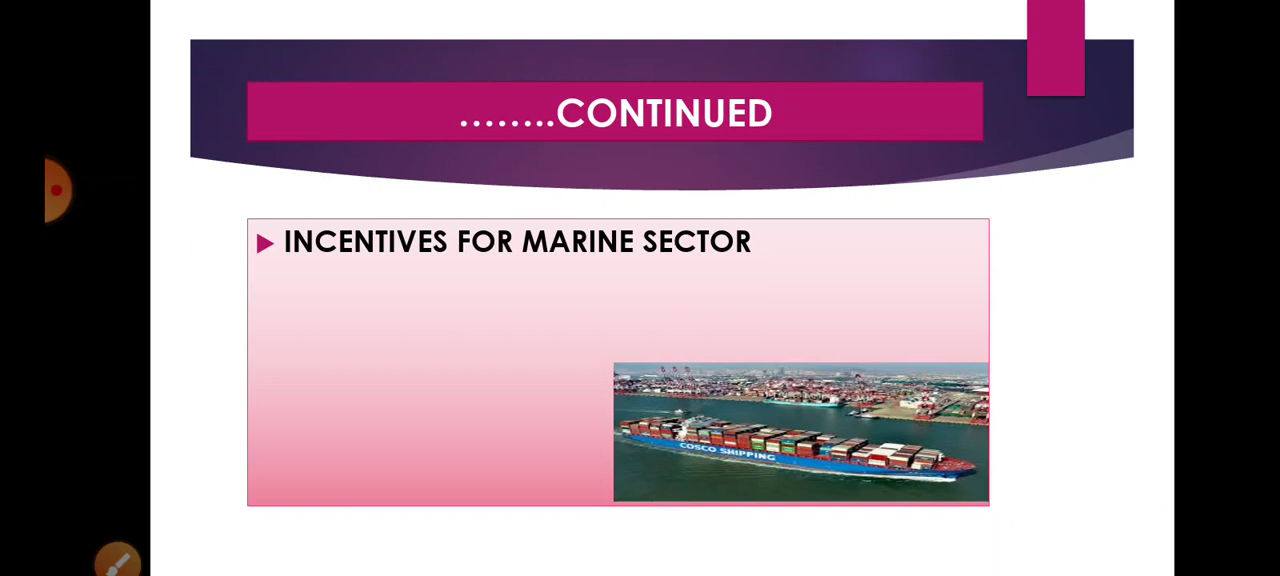 ........CONTINUED
INCENTIVES FOR MARINE SECTOR
COSCO SHIPPING